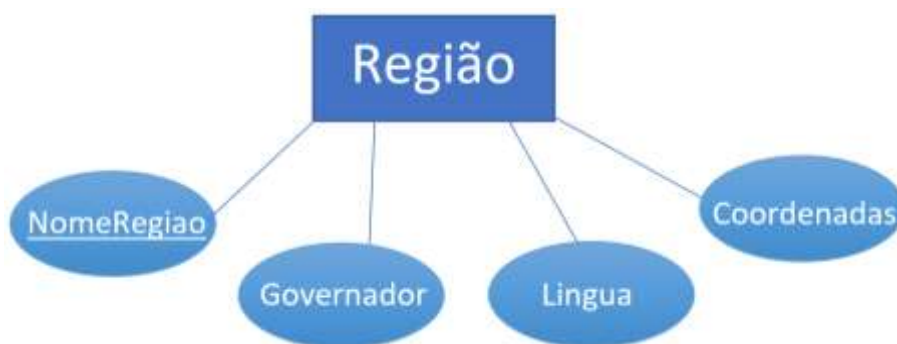 Região
NomeRegiao
Governador
Lingua
Coordenadas